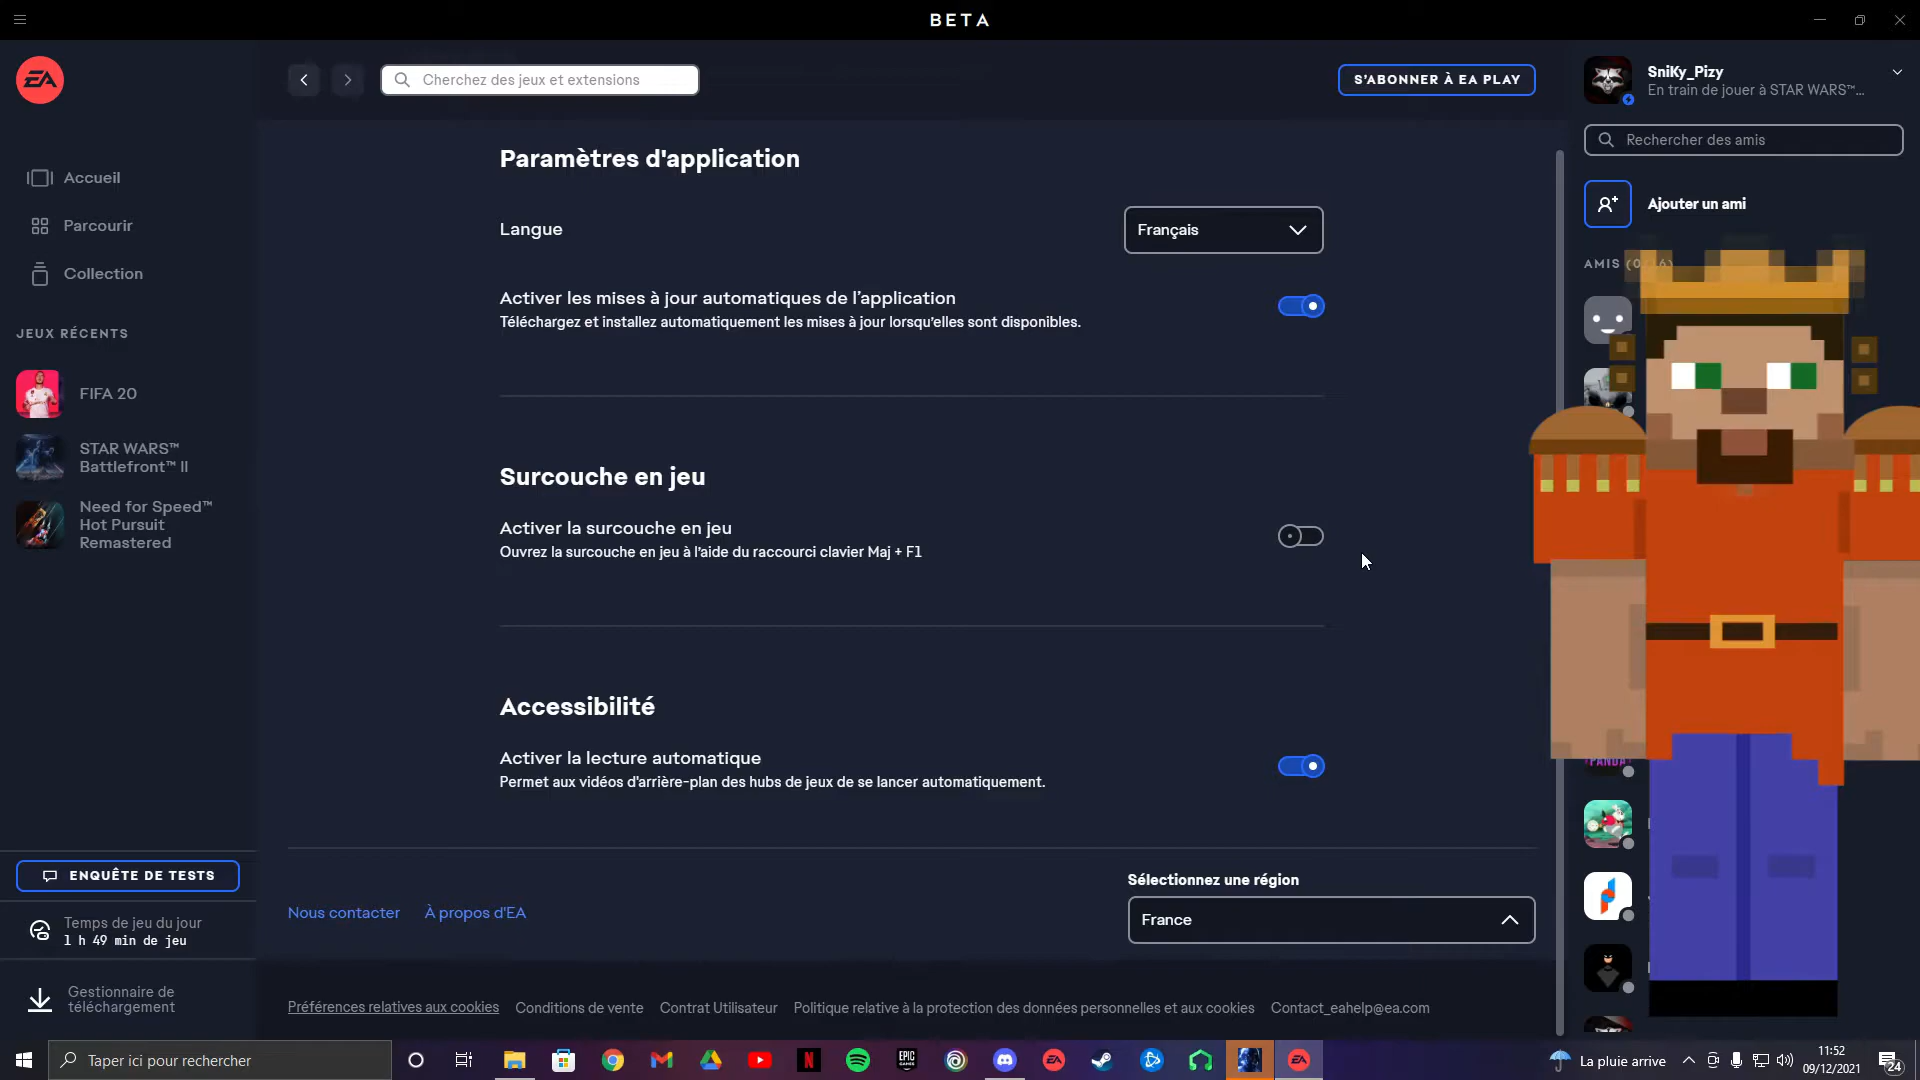 BETA
EA
Cherchez des jeux et extensions
S'ABONNER À EA PLAY
SniKy_Pizy
En train de jouer à STAR WARS™...
Rechercher des amis
Ajouter un ami
Accueil
Parcourir
Collection
JEUX RÉCENTS
FIFA 20
STAR WARS™
Battlefront™ II
Need for Speed™
Hot Pursuit
Remastered
Paramètres d'application
Langue
Français
Activer les mises à jour automatiques de l’application
Téléchargez et installez automatiquement les mises à jour lorsqu’elles sont disponibles.
Surcouche en jeu
Activer la surcouche en jeu
Ouvrez la surcouche en jeu à l’aide du raccourci clavier Maj + F1
Accessibilité
Activer la lecture automatique
Permet aux vidéos d'arrière-plan des hubs de jeux de se lancer automatiquement.
AMIS
PANDA
ENQUÊTE DE TESTS
Temps de jeu du jour
1 h 49 min de jeu
Gestionnaire de
téléchargement
Nous contacter
À propos d'EA
Sélectionnez une région
France
Préférences relatives aux cookies
Conditions de vente
Contrat Utilisateur
Politique relative à la protection des données personnelles et aux cookies
Contact_eahelp@ea.com
Taper ici pour rechercher
EPIC
GAMES
EA
EA
La pluie arrive
11:52
09/12/2021
24